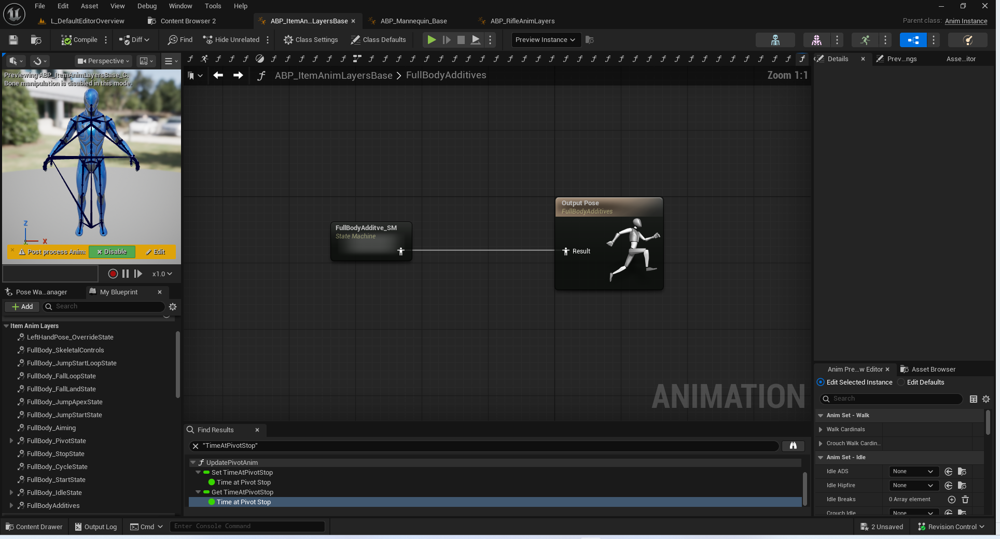 File Edit Asset View Debug Window Tools Help
L_DefaultEditorOverview
Content Browser 2
ABP_ItemAn...LayersBase
ABP_Mannequin_Base
ABP_RifleAnimLayers
Parent class: Anim Instance
Compile
Diff
Find
Hide Unrelated
Class Settings
Class Defaults
Preview Instance
Perspective
Previewing ABP_ItemAnimLayersBase_C.
Bone manipulation is disabled in this mode.
Z
X
Post process Anim
Disable
Edit
x1.0
ABP_ItemAnimLayersBase > FullBodyAdditives
Zoom 1:1
FullBodyAdditve_SM
State Machine
Output Pose
FullBodyAdditives
Result
ANIMATION
Pose Wa...anager
My Blueprint
Add
Search
Item Anim Layers
LeftHandPose_OverrideState
FullBody_SkeletalControls
FullBody_JumpStartLoopState
FullBody_FallLoopState
FullBody_FallLandState
FullBody_JumpApexState
FullBody_JumpStartState
FullBody_Aiming
FullBody_PivotState
FullBody_StopState
FullBody_CycleState
FullBody_StartState
FullBody_IdleState
FullBodyAdditives
Find Results
"TimeAtPivotStop"
UpdatePivotAnim
Set TimeAtPivotStop
Time at Pivot Stop
Get TimeAtPivotStop
Time at Pivot Stop
Details
Prev...ngs
Asse...itor
Anim Pre...w Editor
Asset Browser
Edit Selected Instance
Edit Defaults
Search
Anim Set - Walk
Walk Cardinals
Crouch Walk Cardin...
Anim Set - Idle
Idle ADS None
Idle Hipfire None
Idle Breaks 0 Array element
Crouch Idle None
Content Drawer
Output Log
Cmd
Enter Console Command
2 Unsaved
Revision Control